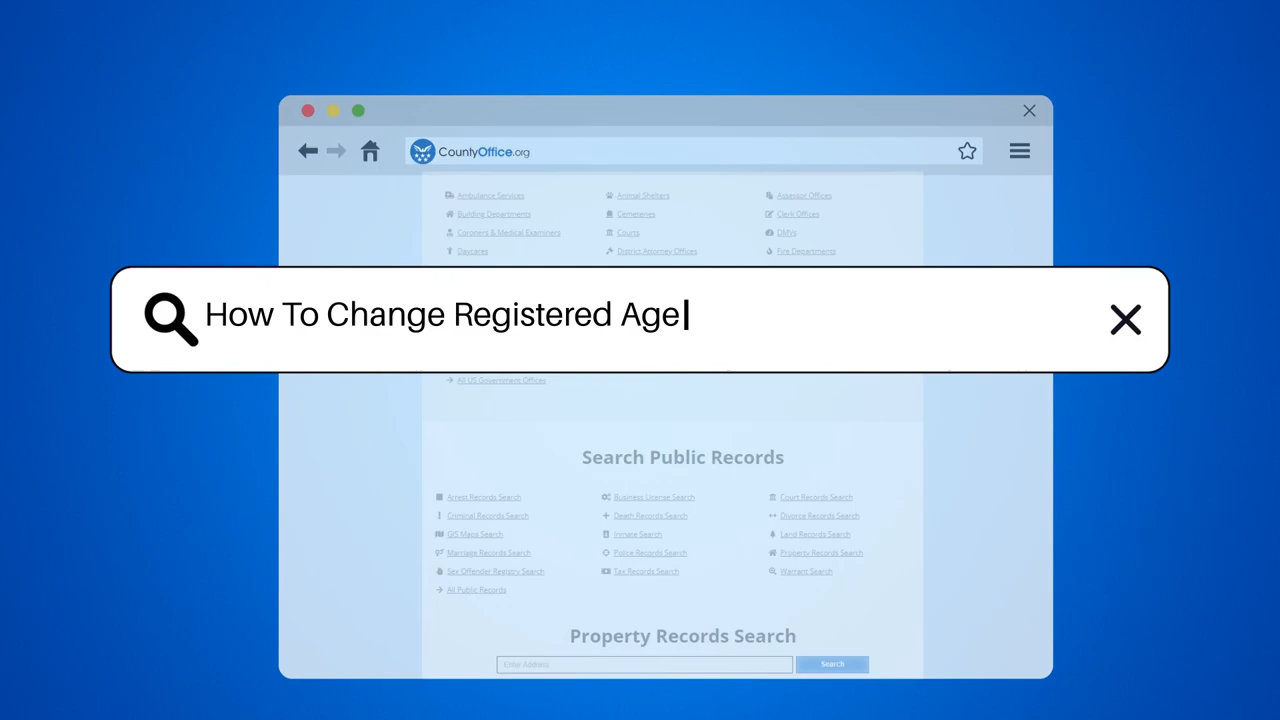 CountyOffice.org
Ambulance Services Animal Shelters Assessor Offices
Building Departments Cemeteries Clerk Offices
Coroners & Medical Examiners Courts DMVs
Daycares District Attorney Offices Fire Departments
How To Change Registered Age
All US Government Offices
Search Public Records
Arrest Records Search Business License Search Court Records Search
Criminal Records Search Death Records Search Divorce Records Search
GIS Maps Search Inmate Search Land Records Search
Marriage Records Search Police Records Search Property Records Search
Sex Offender Registry Search Tax Records Search Warrant Search
All Public Records
Property Records Search
Enter Address Search